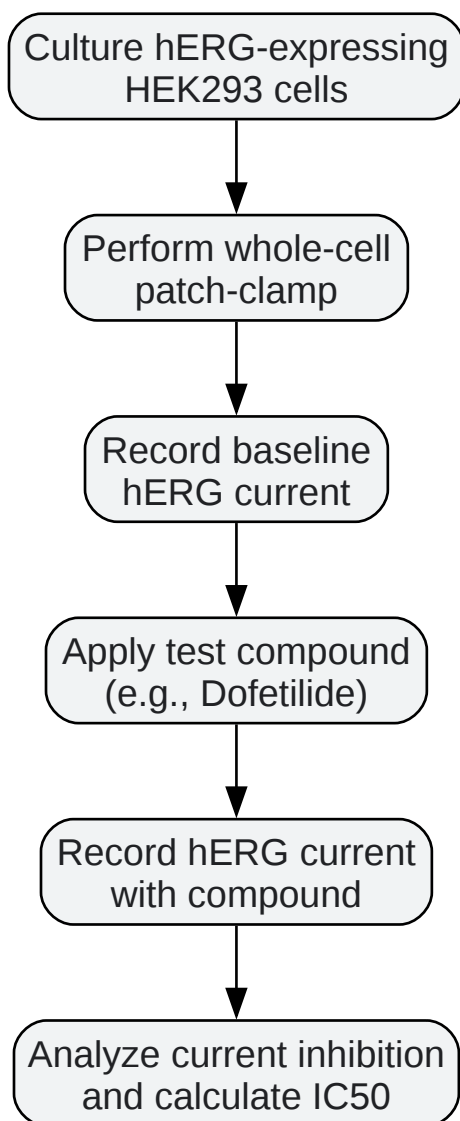 Culture hERG-expressing
HEK293 cells
Perform whole-cell
patch-clamp
Record baseline
hERG current
Apply test compound
(e.g., Dofetilide)
Record hERG current
with compound
Analyze current inhibition
and calculate IC50